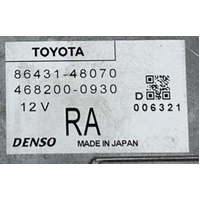 TOYOTA
86431-48070
468200-0930
12V
D
006321
RA
DENSO
MADE IN JAPAN